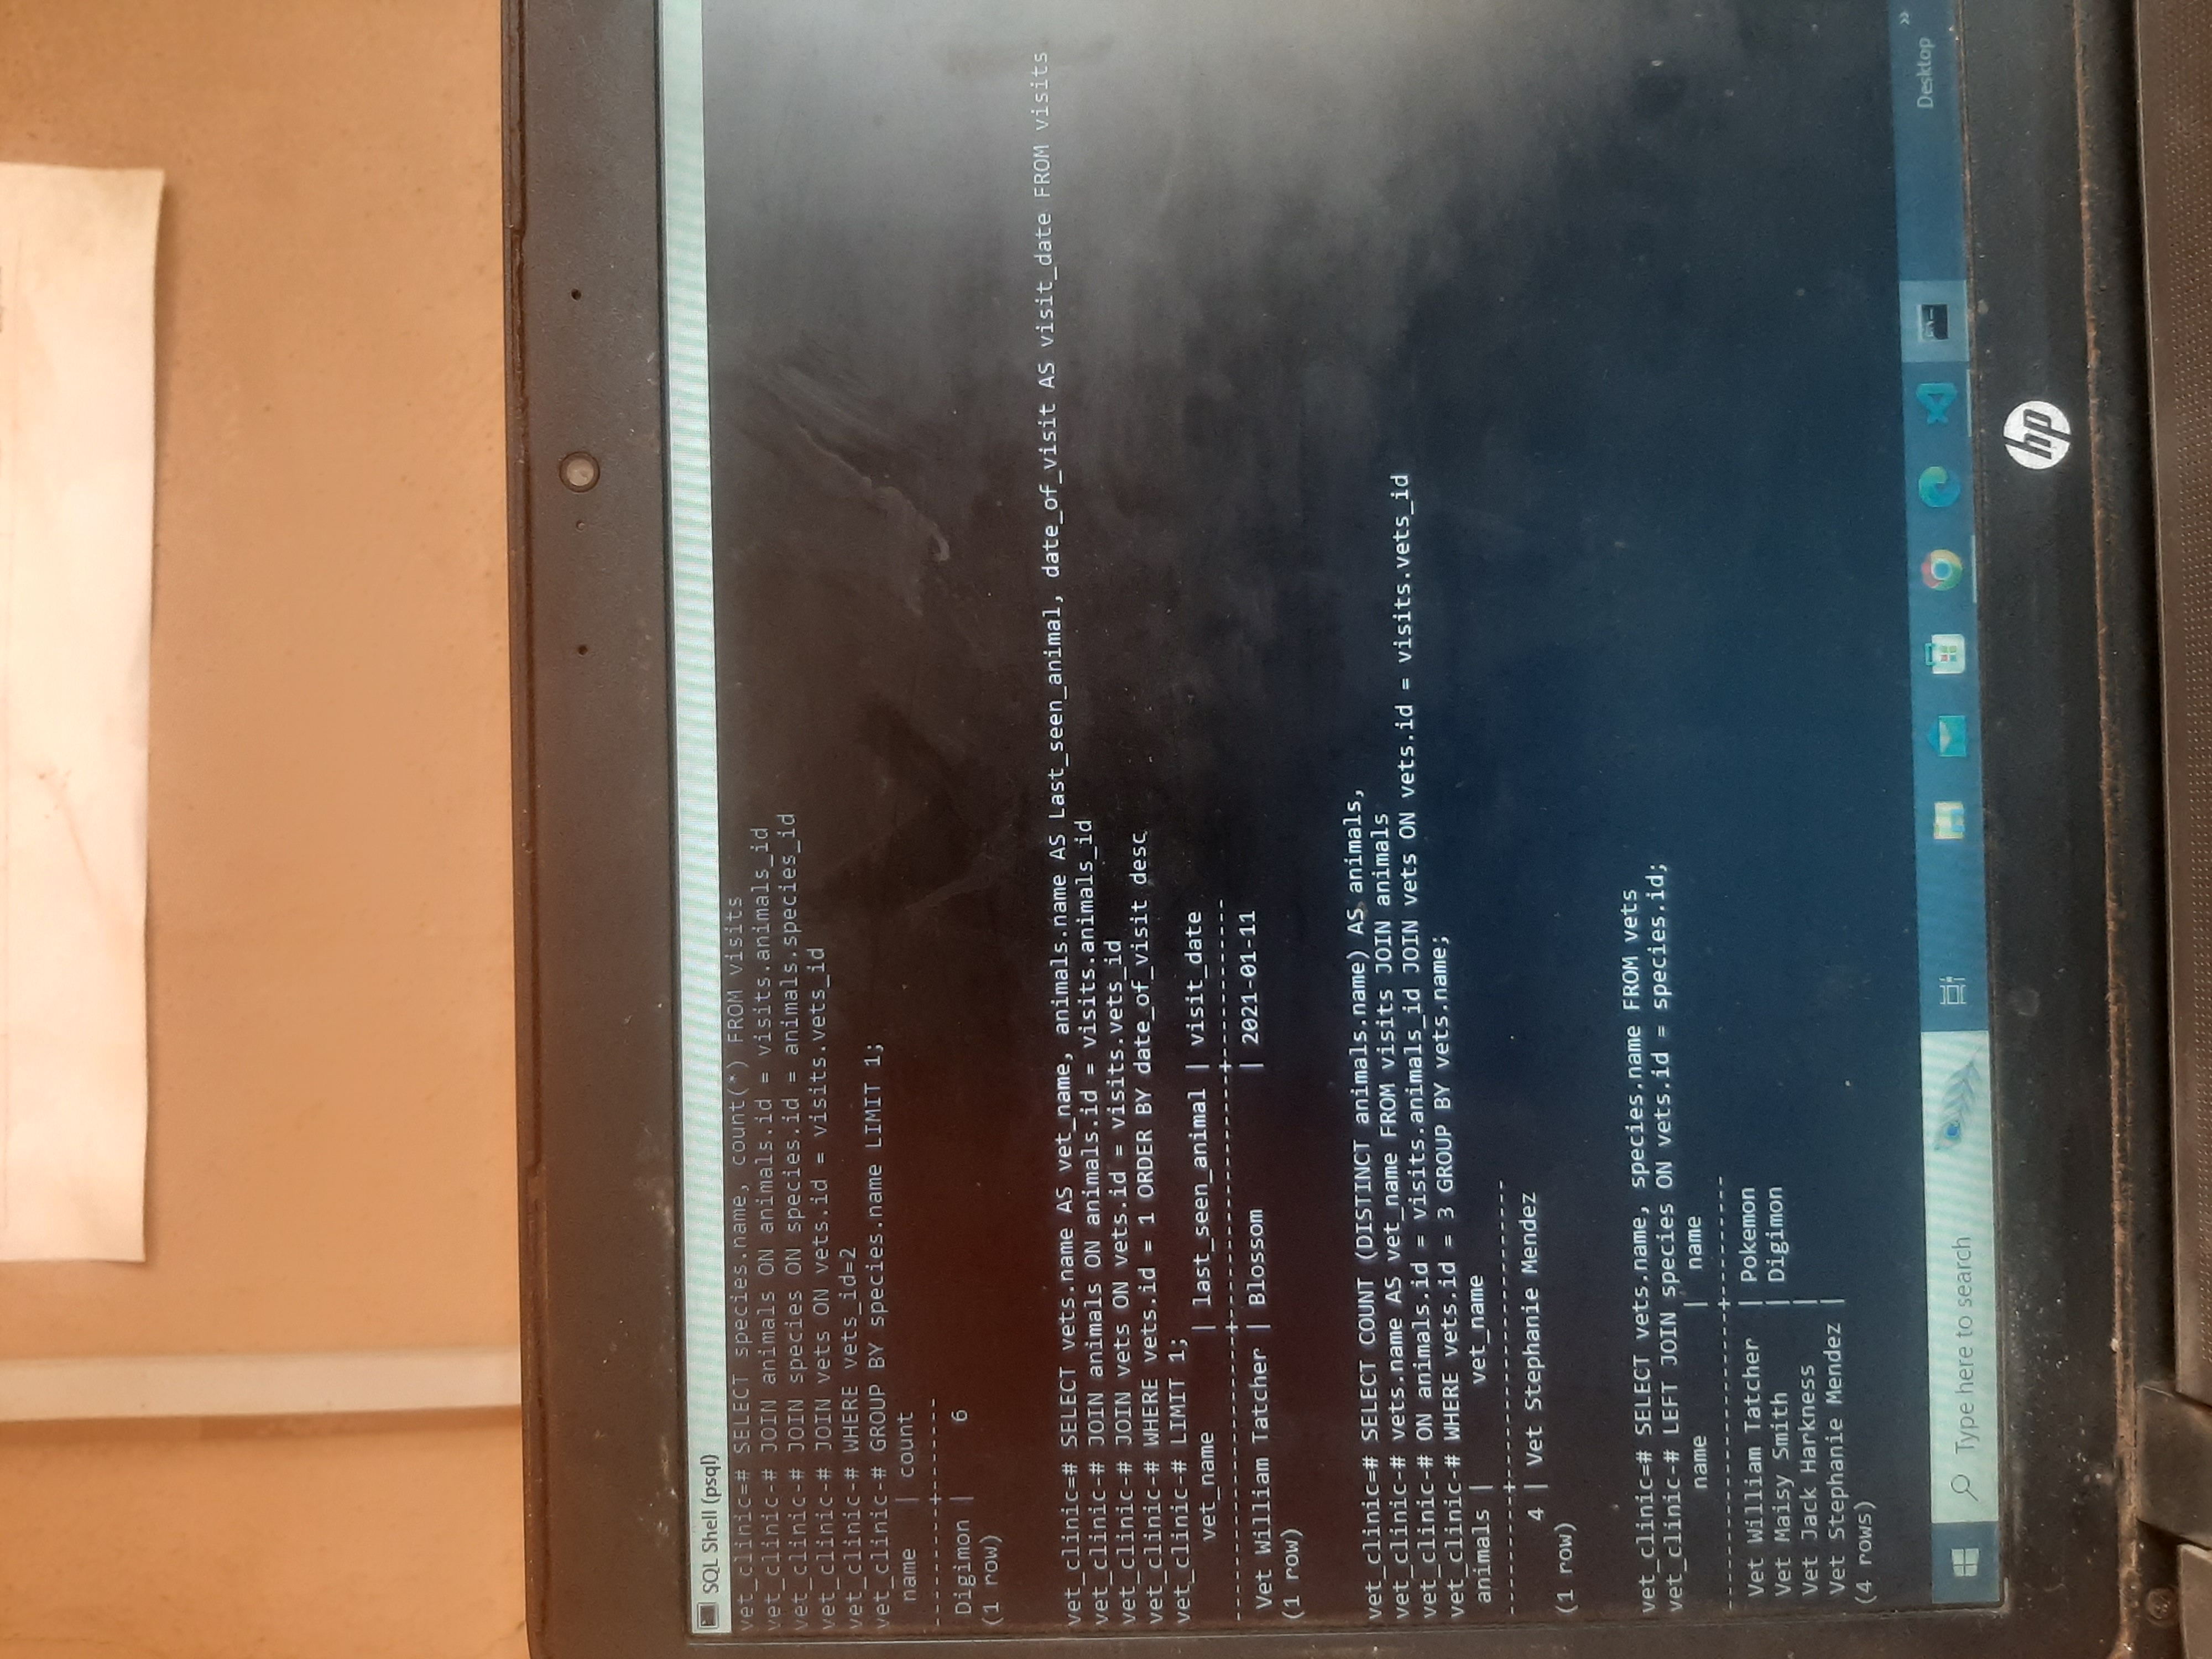 SQL Shell (psql)
vet_clinic=# SELECT species.name, count(*) FROM visits
vet_clinic-# JOIN animals ON animals.id = visits.animals_id
vet_clinic-# JOIN species ON species.id = animals.species_id
vet_clinic-# JOIN vets ON vets.id = visits.vets_id
vet_clinic-# WHERE vets_id=2
vet_clinic-# GROUP BY species.name LIMIT 1;
name | count
---------+-------
Digimon | 6
(1 row)
vet_clinic=# SELECT vets.name AS vet_name, animals.name AS Last_seen_animal, date_of_visit AS visit_date FROM visits
vet_clinic-# JOIN animals ON animals.id = visits.animals_id
vet_clinic-# JOIN vets ON vets.id = visits.vets_id
vet_clinic-# WHERE vets.id = 1 ORDER BY date_of_visit desc
vet_clinic-# LIMIT 1;
vet_name | last_seen_animal | visit_date
---------------------+------------------+------------
Vet William Tatcher | Blossom | 2021-01-11
(1 row)
vet_clinic=# SELECT COUNT (DISTINCT animals.name) AS animals,
vet_clinic-# vets.name AS vet_name FROM visits JOIN animals
vet_clinic-# ON animals.id = visits.animals_id JOIN vets ON vets.id = visits.vets_id
vet_clinic-# WHERE vets.id = 3 GROUP BY vets.name;
animals | vet_name
---------+----------------------
4 | Vet Stephanie Mendez
(1 row)
vet_clinic=# SELECT vets.name, species.name FROM vets
vet_clinic-# LEFT JOIN species ON vets.id = species.id;
name | name
----------------------+---------
Vet William Tatcher | Pokemon
Vet Maisy Smith | Digimon
Vet Jack Harkness |
Vet Stephanie Mendez |
(4 rows)
Type here to search
Desktop
hp